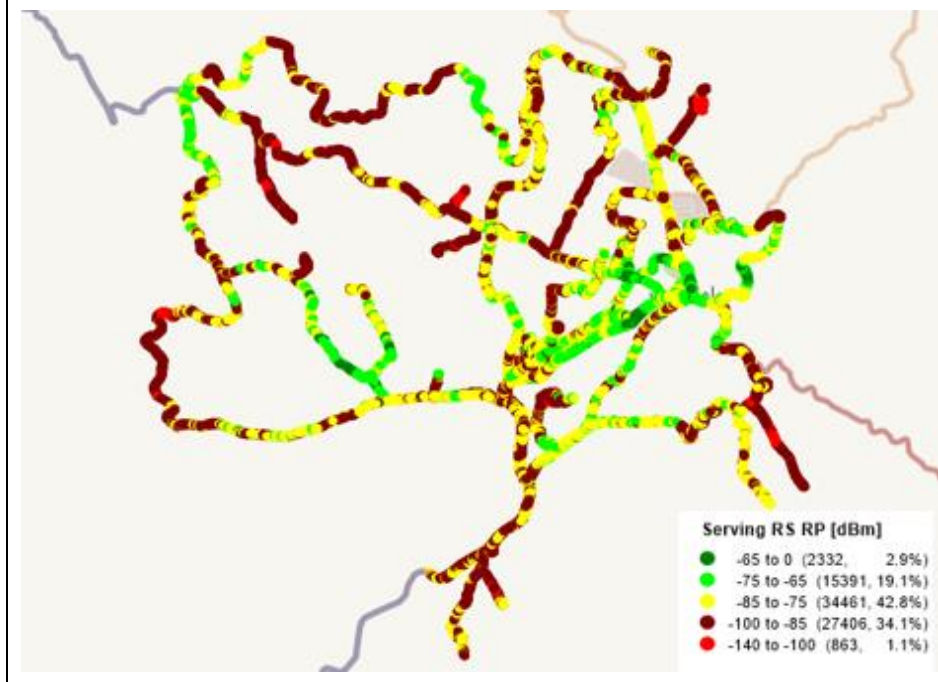 Serving RS RP [dBm]
-65 to 0 (2332, 2.9%)
-75 to -65 (15391, 19.1%)
-85 to -75 (34461, 42.8%)
-100 to -85 (27406, 34.1%)
-140 to -100 (863, 1.1%)